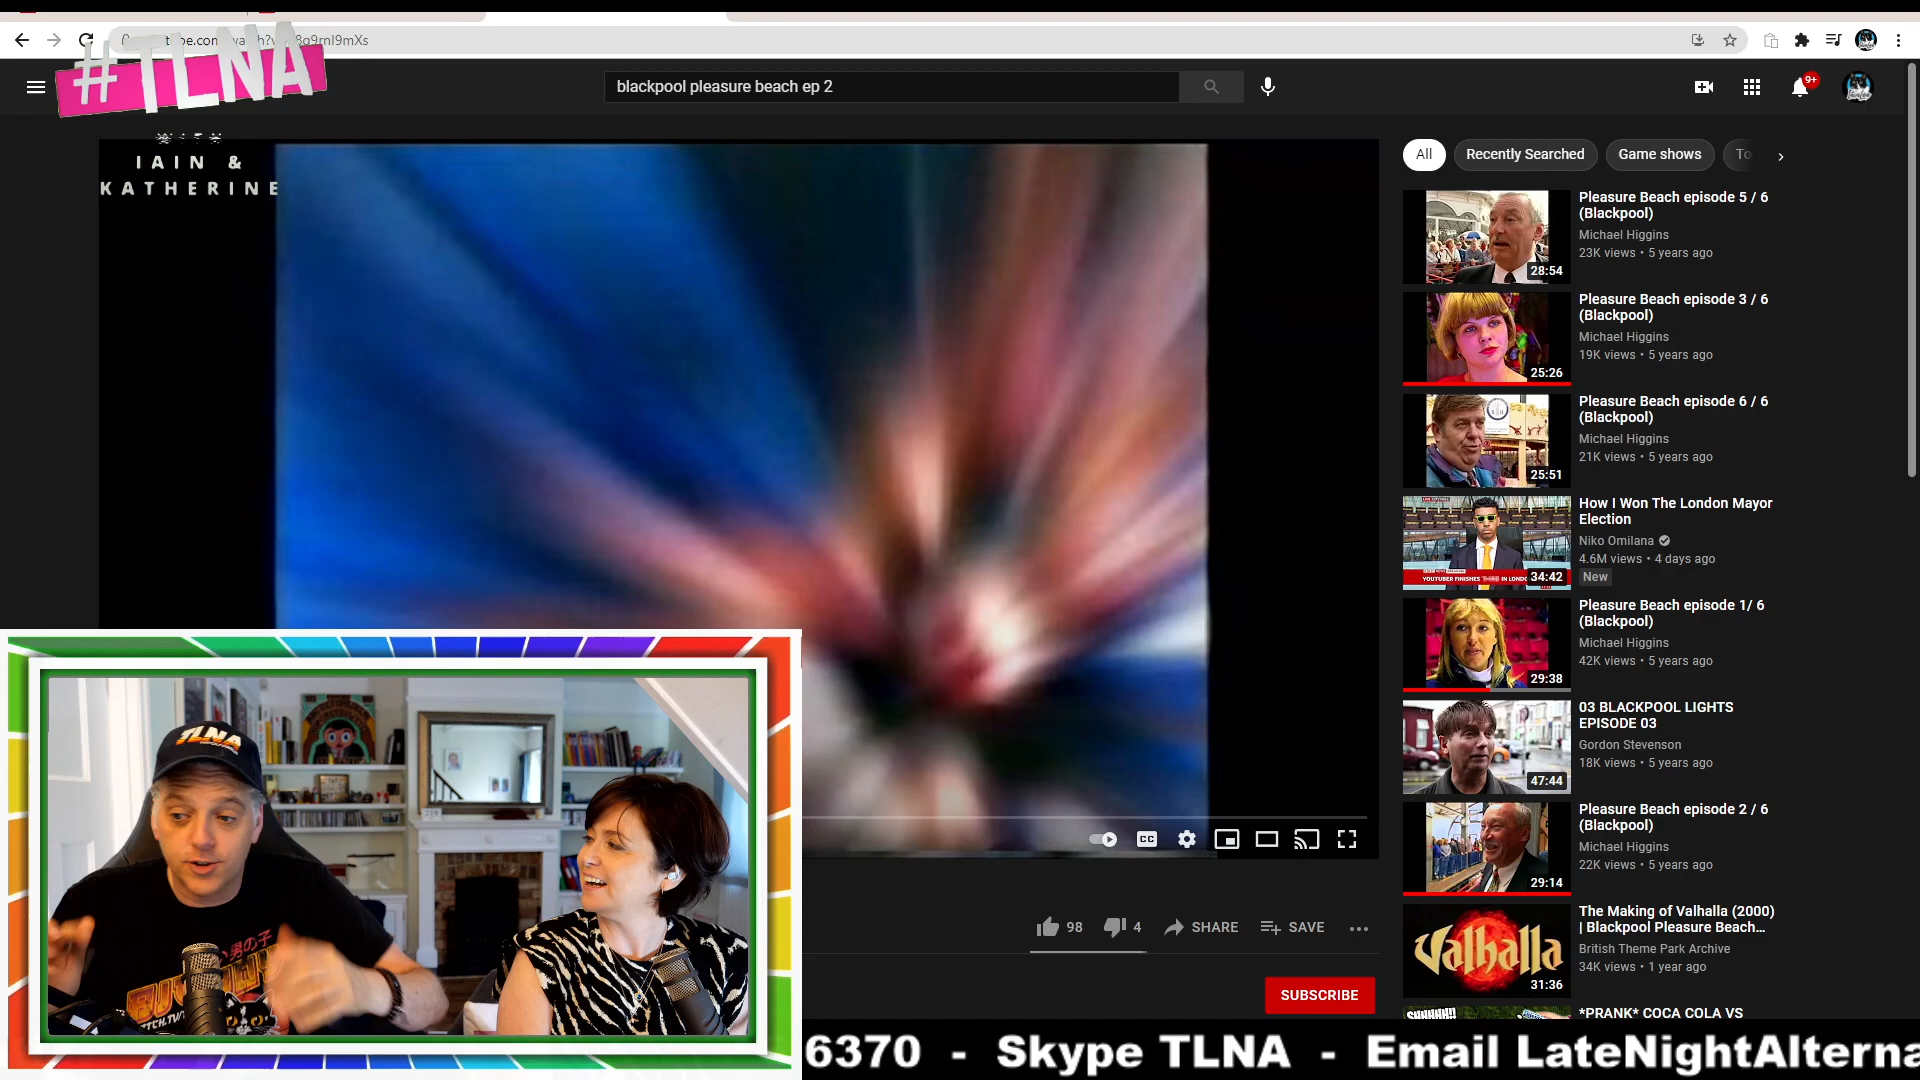 #TLNA
WITH
IAIN &
KATHERINE
blackpool pleasure beach ep 2
9+
All
Recently Searched
Game shows
To
Pleasure Beach episode 5 / 6
(Blackpool)
Michael Higgins
23K views • 5 years ago
28:54
Pleasure Beach episode 3 / 6
(Blackpool)
Michael Higgins
19K views • 5 years ago
25:26
Pleasure Beach episode 6 / 6
(Blackpool)
Michael Higgins
21K views • 5 years ago
25:51
How I Won The London Mayor
Election
Niko Omilana
4.6M views • 4 days ago
New
34:42
Pleasure Beach episode 1/ 6
(Blackpool)
Michael Higgins
42K views • 5 years ago
29:38
03 BLACKPOOL LIGHTS
EPISODE 03
Gordon Stevenson
18K views • 5 years ago
47:44
Pleasure Beach episode 2 / 6
(Blackpool)
Michael Higgins
22K views • 5 years ago
29:14
The Making of Valhalla (2000)
| Blackpool Pleasure Beach...
British Theme Park Archive
34K views • 1 year ago
Valhalla
31:36
*PRANK* COCA COLA VS
CC
98
4
SHARE
SAVE
SUBSCRIBE
TLNA
6370 - Skype TLNA - Email LateNightAlterna